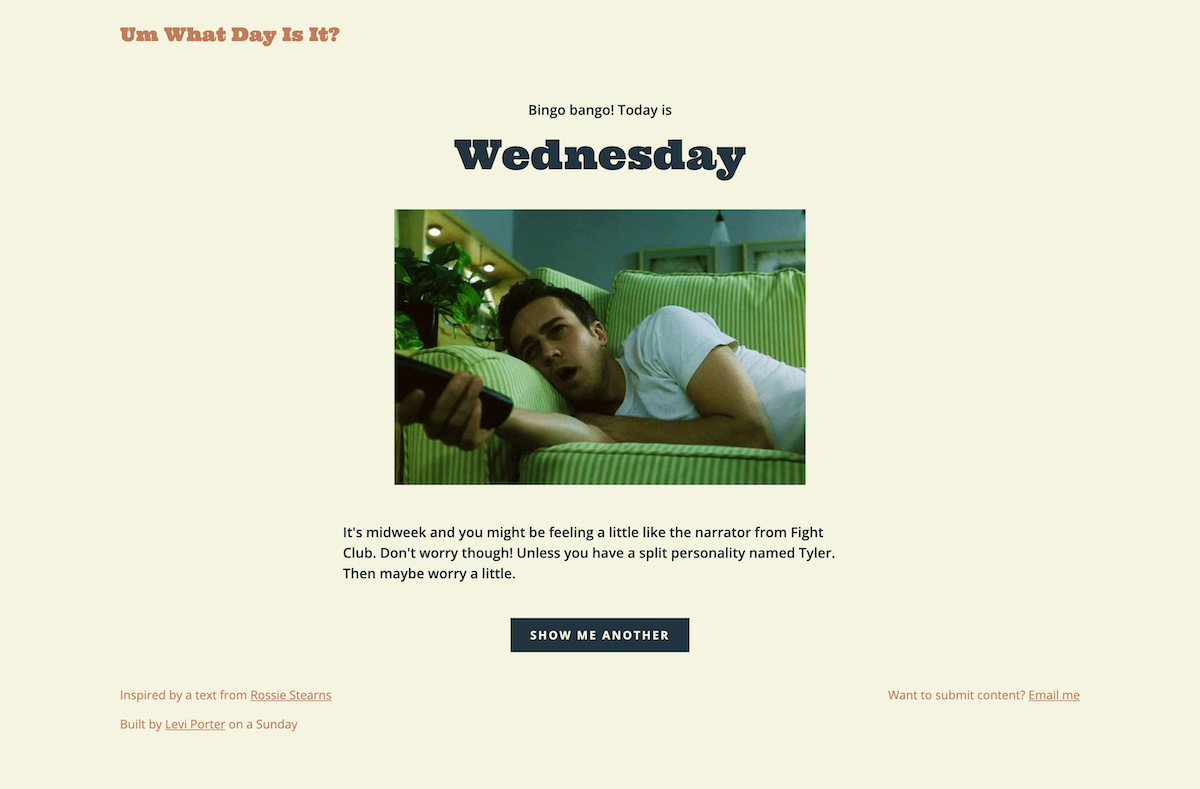 Um What Day Is It?
Bingo bango! Today is
Wednesday
It's midweek and you might be feeling a little like the narrator from Fight
Club. Don't worry though! Unless you have a split personality named Tyler.
Then maybe worry a little.
SHOW ME ANOTHER
Inspired by a text from Rossie Stearns
Want to submit content? Email me
Built by Levi Porter on a Sunday